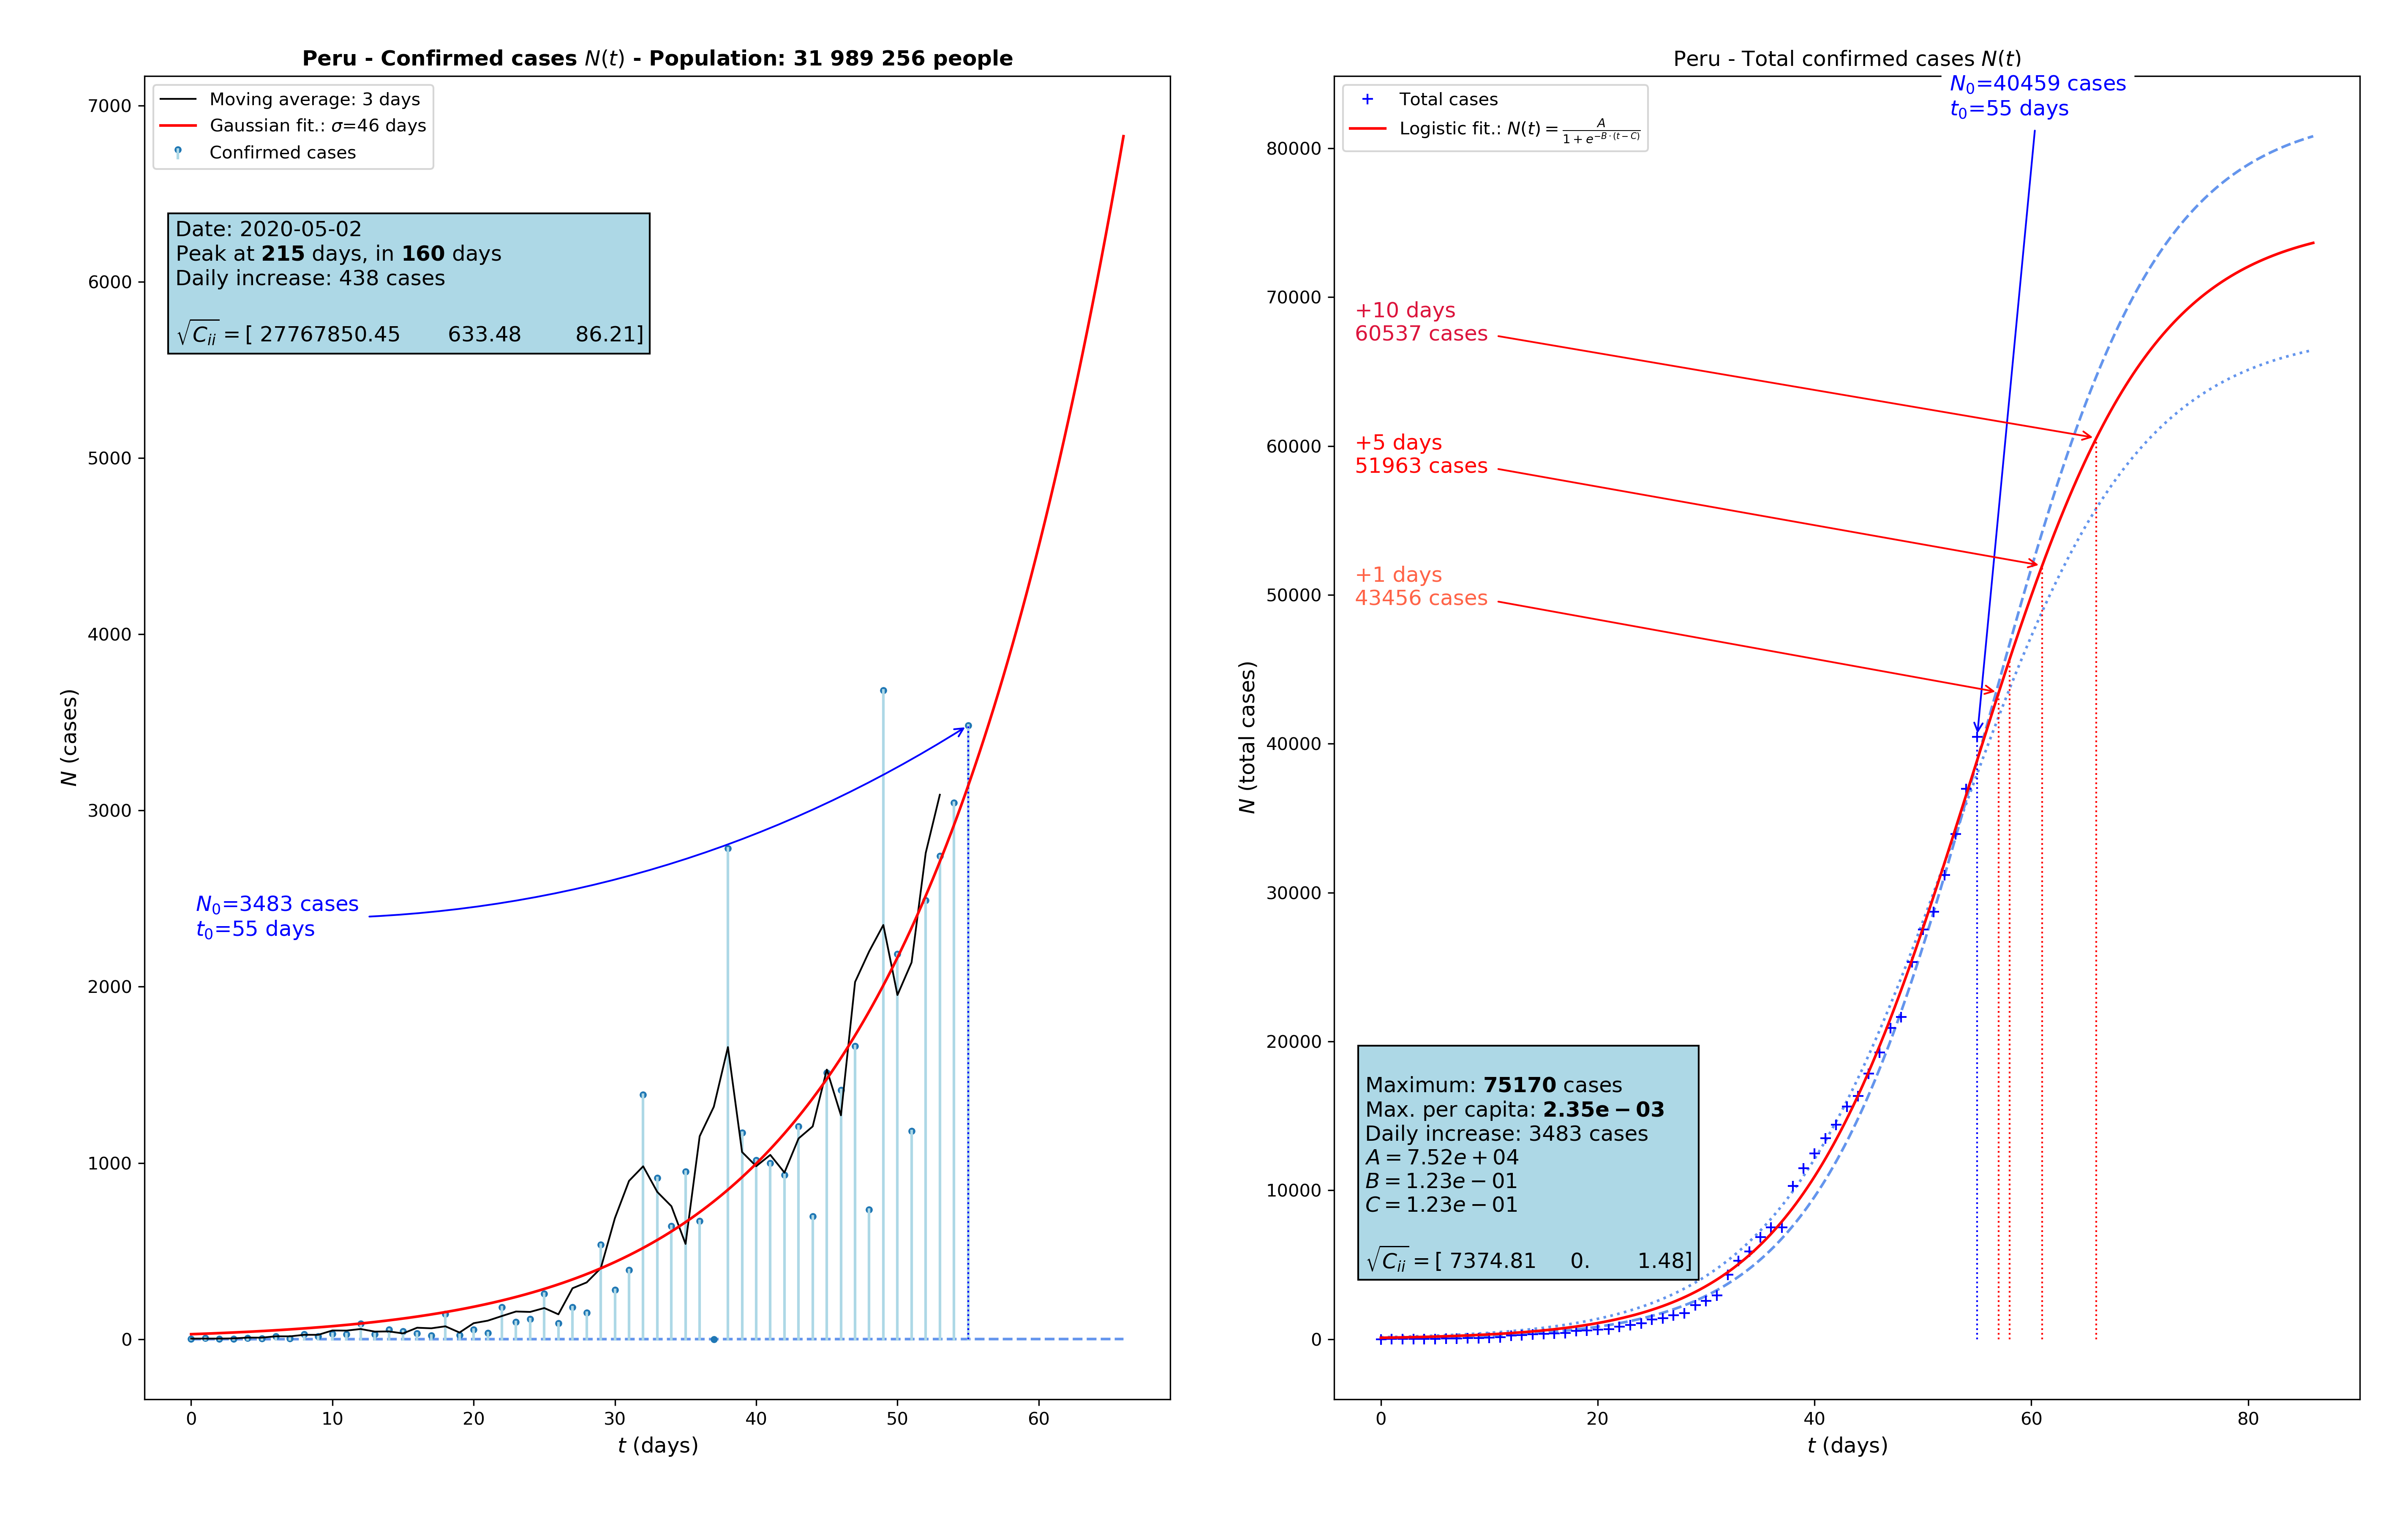 Peru - Confirmed cases N(t) - Population: 31 989 256 people
Moving average: 3 days
Gaussian fit.: σ=46 days
Confirmed cases
Date: 2020-05-02
Peak at 215 days, in 160 days
Daily increase: 438 cases
√C_ii = [ 27767850.45 633.48 86.21]
N_0=3483 cases
t_0=55 days
7000
6000
5000
4000
3000
2000
1000
0
N (cases)
0 10 20 30 40 50 60
t (days)
Peru - Total confirmed cases N(t)
Total cases
Logistic fit.: N(t) = A / (1 + e^{-B·(t-C)})
N_0=40459 cases
t_0=55 days
+10 days
60537 cases
+5 days
51963 cases
+1 days
43456 cases
Maximum: 75170 cases
Max. per capita: 2.35e − 03
Daily increase: 3483 cases
A = 7.52e + 04
B = 1.23e − 01
C = 1.23e − 01
√C_ii = [ 7374.81 0. 1.48]
80000
70000
60000
50000
40000
30000
20000
10000
0
N (total cases)
0 20 40 60 80
t (days)